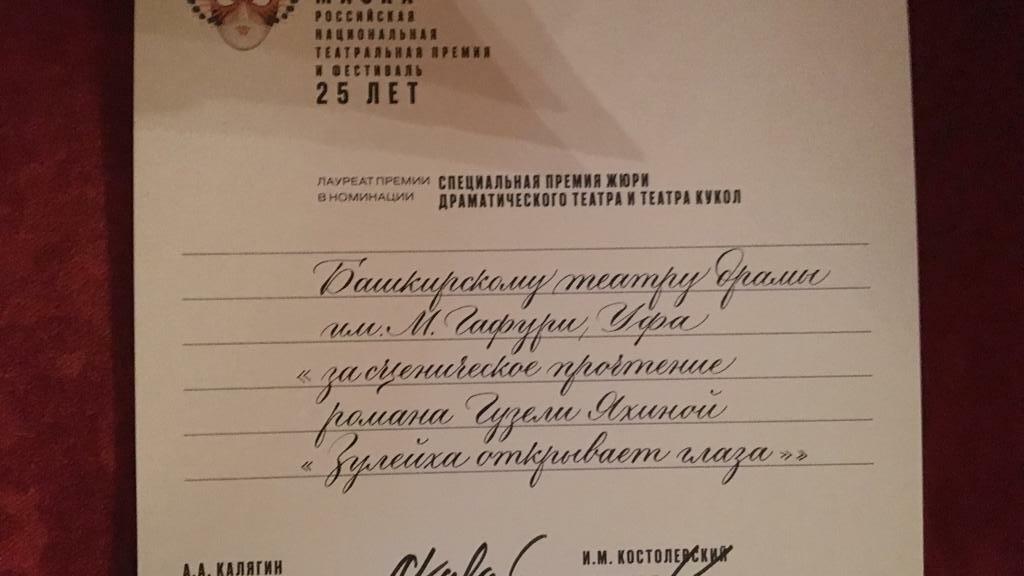 МАСКА
РОССИЙСКАЯ
НАЦИОНАЛЬНАЯ
ТЕАТРАЛЬНАЯ ПРЕМИЯ
И ФЕСТИВАЛЬ
25 ЛЕТ
ЛАУРЕАТ ПРЕМИИ
В НОМИНАЦИИ
СПЕЦИАЛЬНАЯ ПРЕМИЯ ЖЮРИ
ДРАМАТИЧЕСКОГО ТЕАТРА И ТЕАТРА КУКОЛ
Башкирскому театру драмы
им. М. Гафури, Уфа
« за сценическое прочтение
романа Гузели Яхиной
« Зулейха открывает глаза » »
А.А. КАЛЯГИН
И.М. КОСТОЛЕВСКИЙ